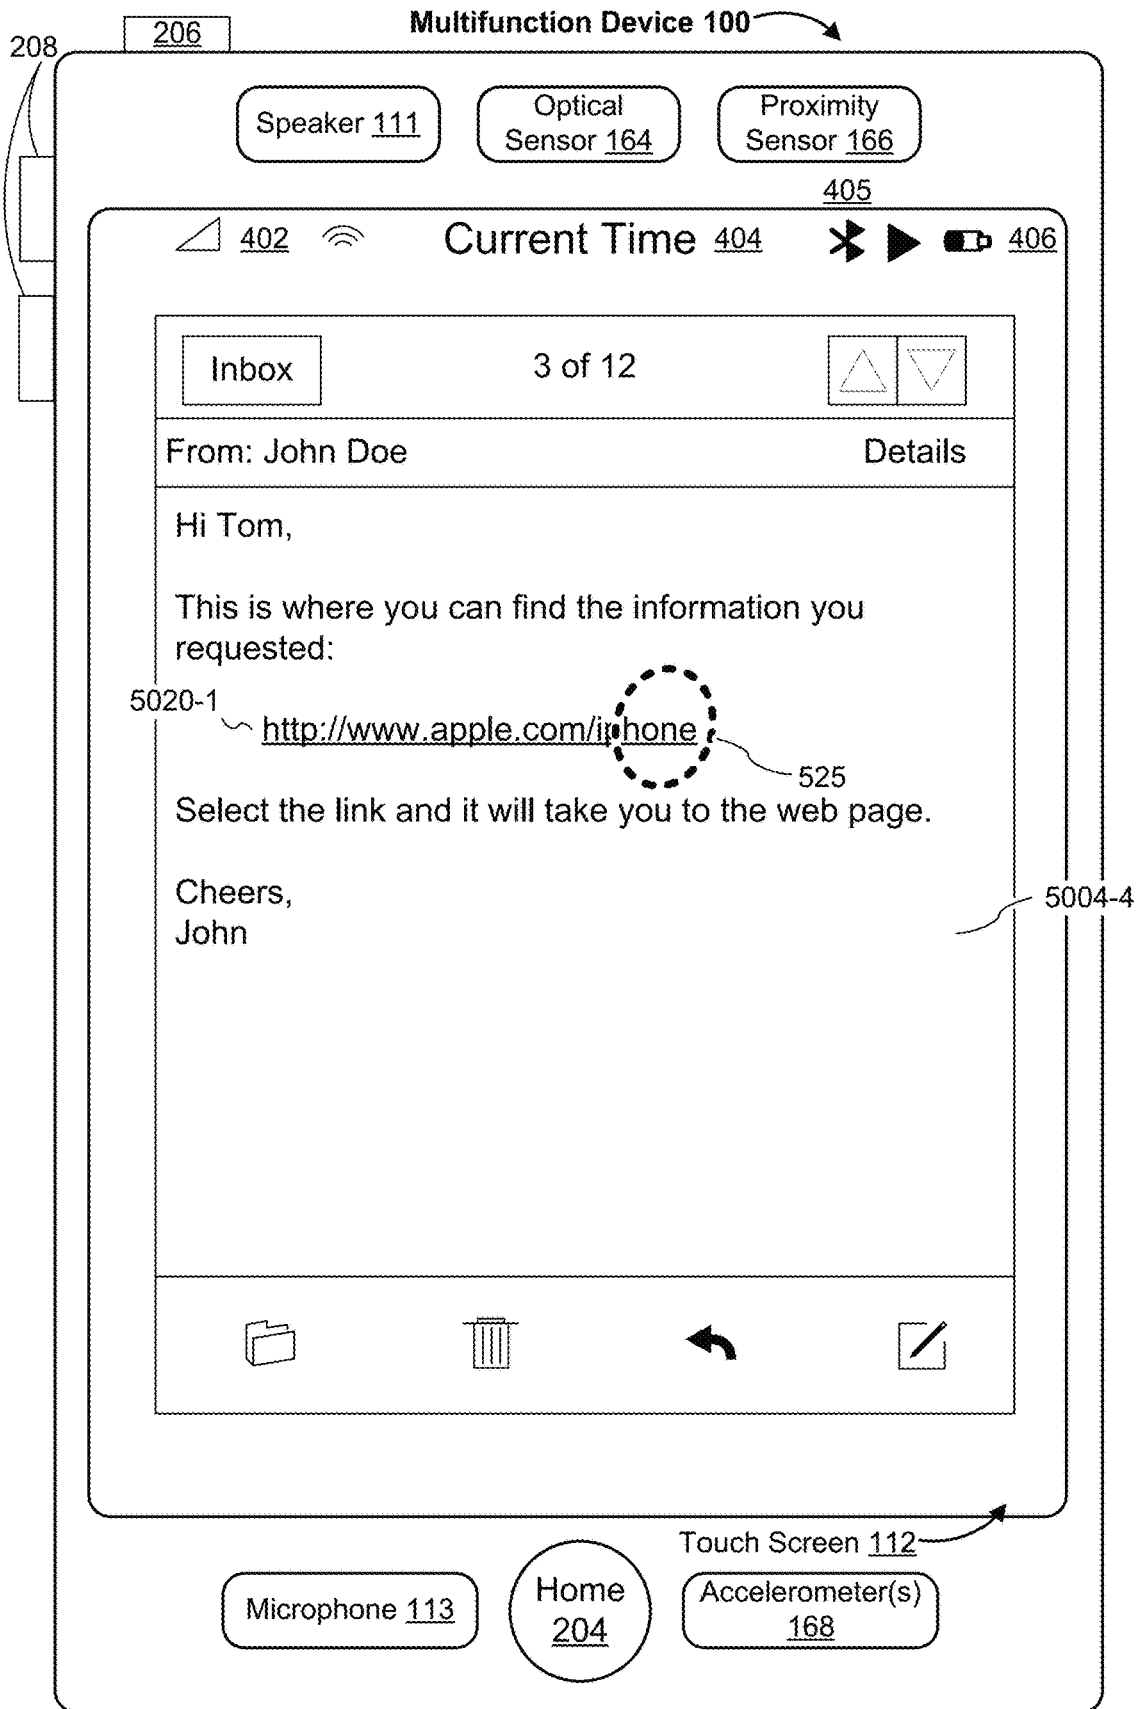 Multifunction Device 100
206
208
Speaker 111
Optical
Sensor 164
Proximity
Sensor 166
405
402
Current Time 404
406
Inbox
3 of 12
From: John Doe
Details
Hi Tom,
This is where you can find the information you
requested:
5020-1
http://www.apple.com/iphone
525
Select the link and it will take you to the web page.
Cheers,
John
5004-4
Touch Screen 112
Microphone 113
Home
204
Accelerometer(s)
168